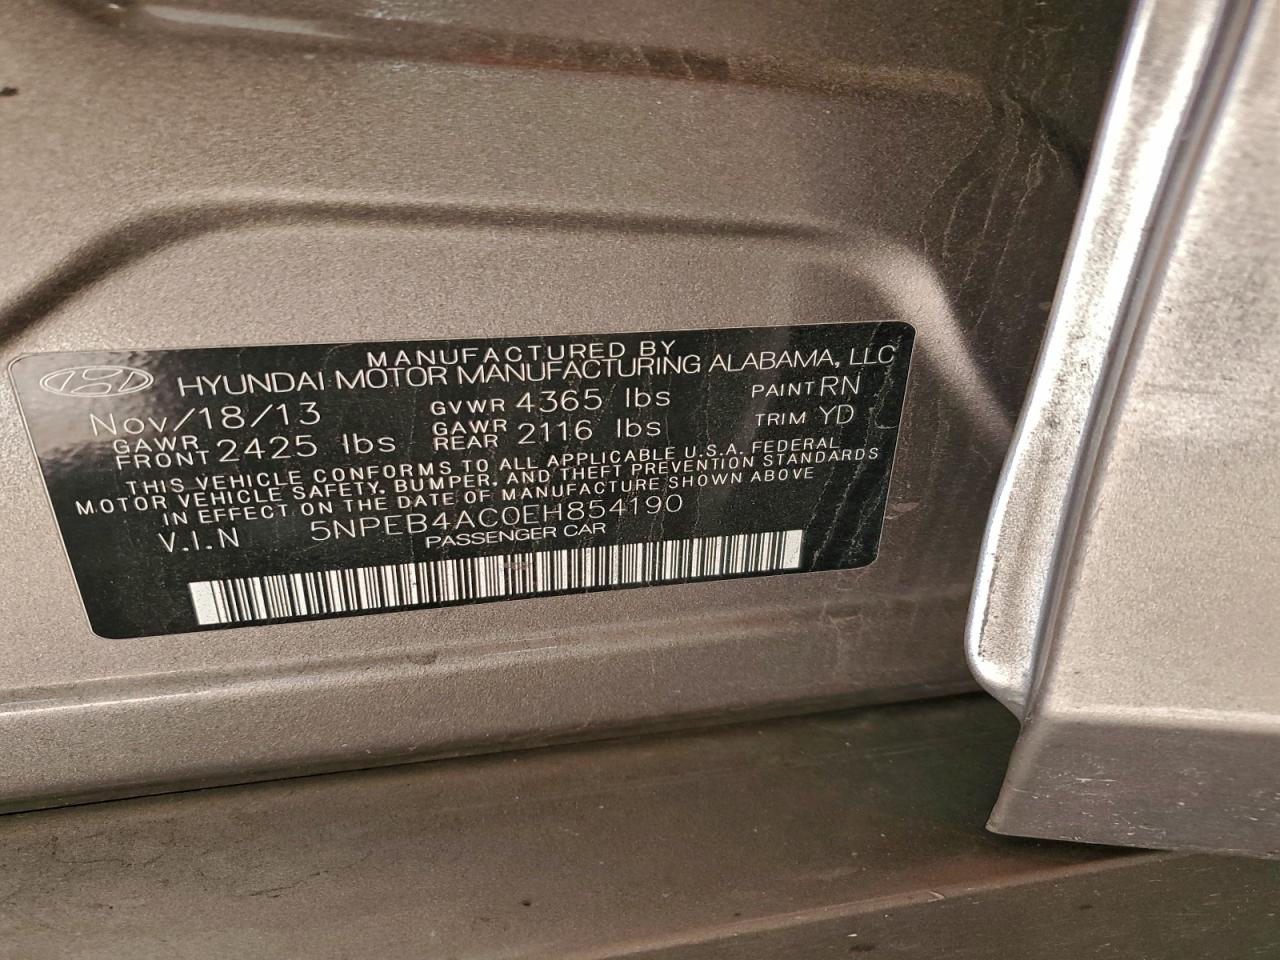 MANUFACTURED BY
HYUNDAI MOTOR MANUFACTURING ALABAMA, LLC
Nov/18/13 GVWR 4365 lbs PAINT RN
GAWR FRONT 2425 lbs GAWR REAR 2116 lbs TRIM YD
THIS VEHICLE CONFORMS TO ALL APPLICABLE U.S.A. FEDERAL
MOTOR VEHICLE SAFETY, BUMPER, AND THEFT PREVENTION STANDARDS
IN EFFECT ON THE DATE OF MANUFACTURE SHOWN ABOVE
V.I.N 5NPEB4AC0EH854190
PASSENGER CAR